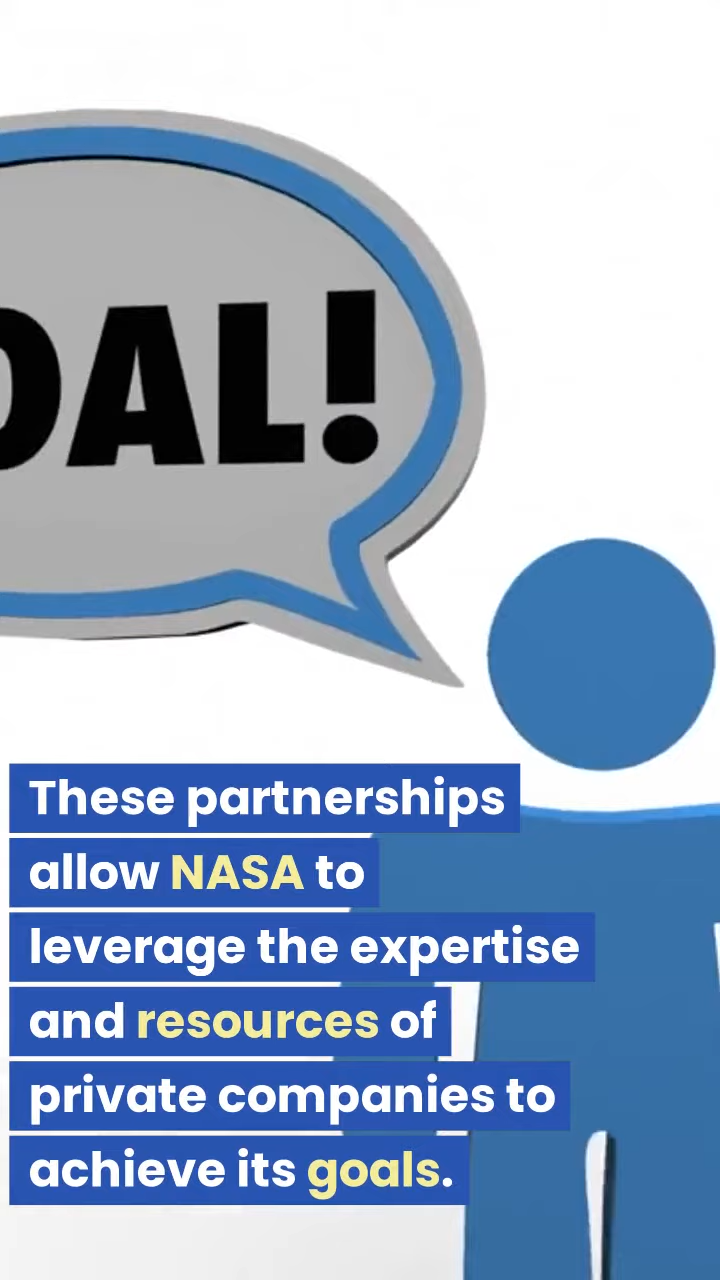 OAL!
These partnerships
allow NASA to
leverage the expertise
and resources of
private companies to
achieve its goals.